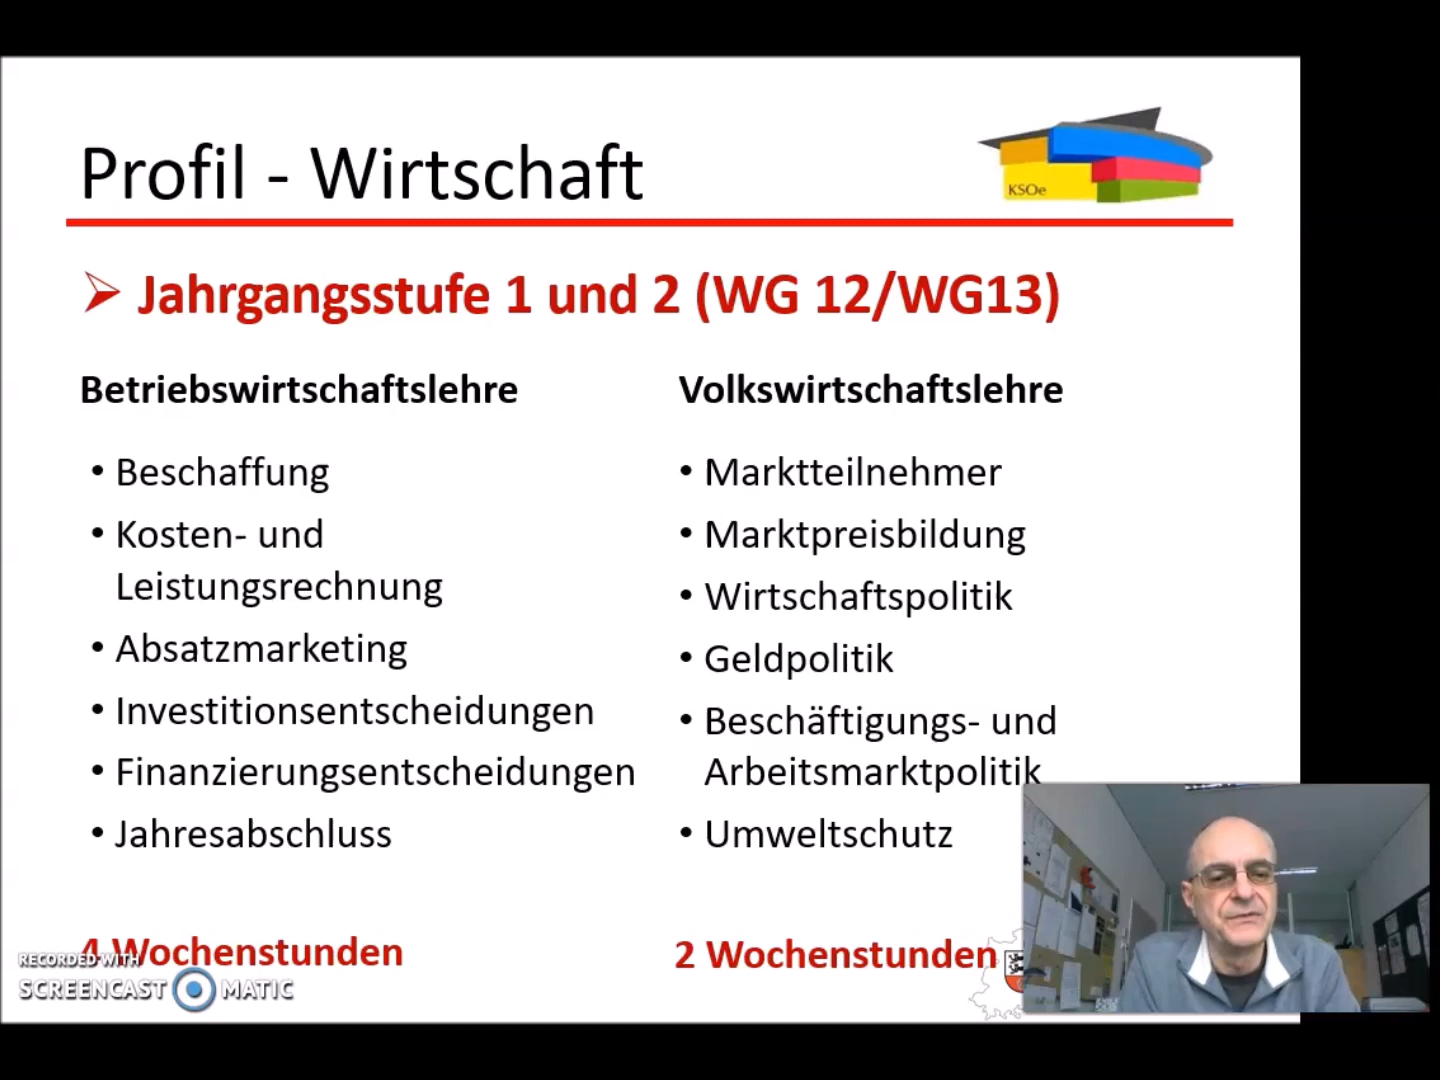 Profil - Wirtschaft
KSOe
➢ Jahrgangsstufe 1 und 2 (WG 12/WG13)
Betriebswirtschaftslehre
• Beschaffung
• Kosten- und
Leistungsrechnung
• Absatzmarketing
• Investitionsentscheidungen
• Finanzierungsentscheidungen
• Jahresabschluss
4 Wochenstunden
Volkswirtschaftslehre
• Marktteilnehmer
• Marktpreisbildung
• Wirtschaftspolitik
• Geldpolitik
• Beschäftigungs- und
Arbeitsmarktpolitik
• Umweltschutz
2 Wochenstunden
RECORDED WITH
SCREENCAST MATIC